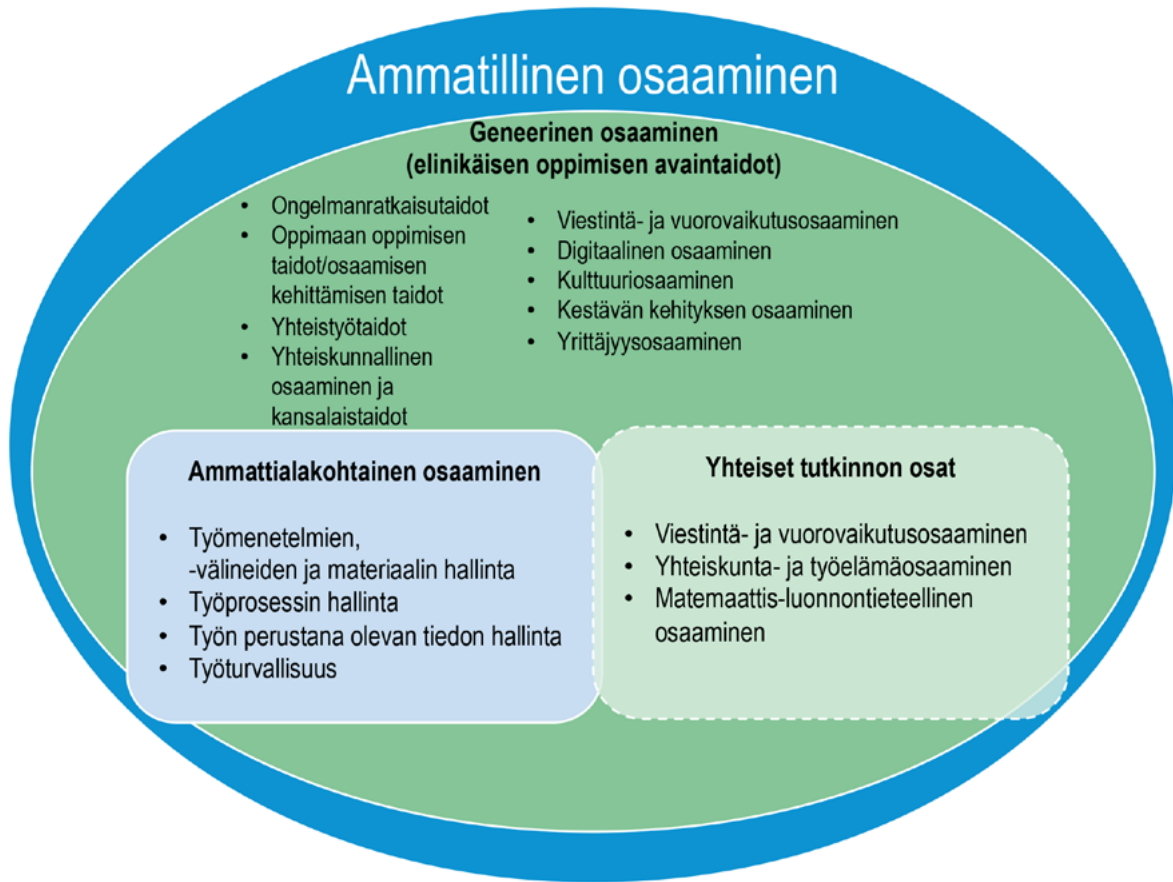 Ammatillinen osaaminen
Geneerinen osaaminen
(elinikäisen oppimisen avaintaidot)
• Ongelmanratkaisutaidot
• Oppimaan oppimisen
taidot/osaamisen
kehittämisen taidot
• Yhteistyötaidot
• Yhteiskunnallinen
osaaminen ja
kansalaistaidot
• Viestintä- ja vuorovaikutusosaaminen
• Digitaalinen osaaminen
• Kulttuuriosaaminen
• Kestävän kehityksen osaaminen
• Yrittäjyysosaaminen
Ammattialakohtainen osaaminen
• Työmenetelmien,
-välineiden ja materiaalin hallinta
• Työprosessin hallinta
• Työn perustana olevan tiedon hallinta
• Työturvallisuus
Yhteiset tutkinnon osat
• Viestintä- ja vuorovaikutusosaaminen
• Yhteiskunta- ja työelämäosaaminen
• Matemaattis-luonnontieteellinen
osaaminen